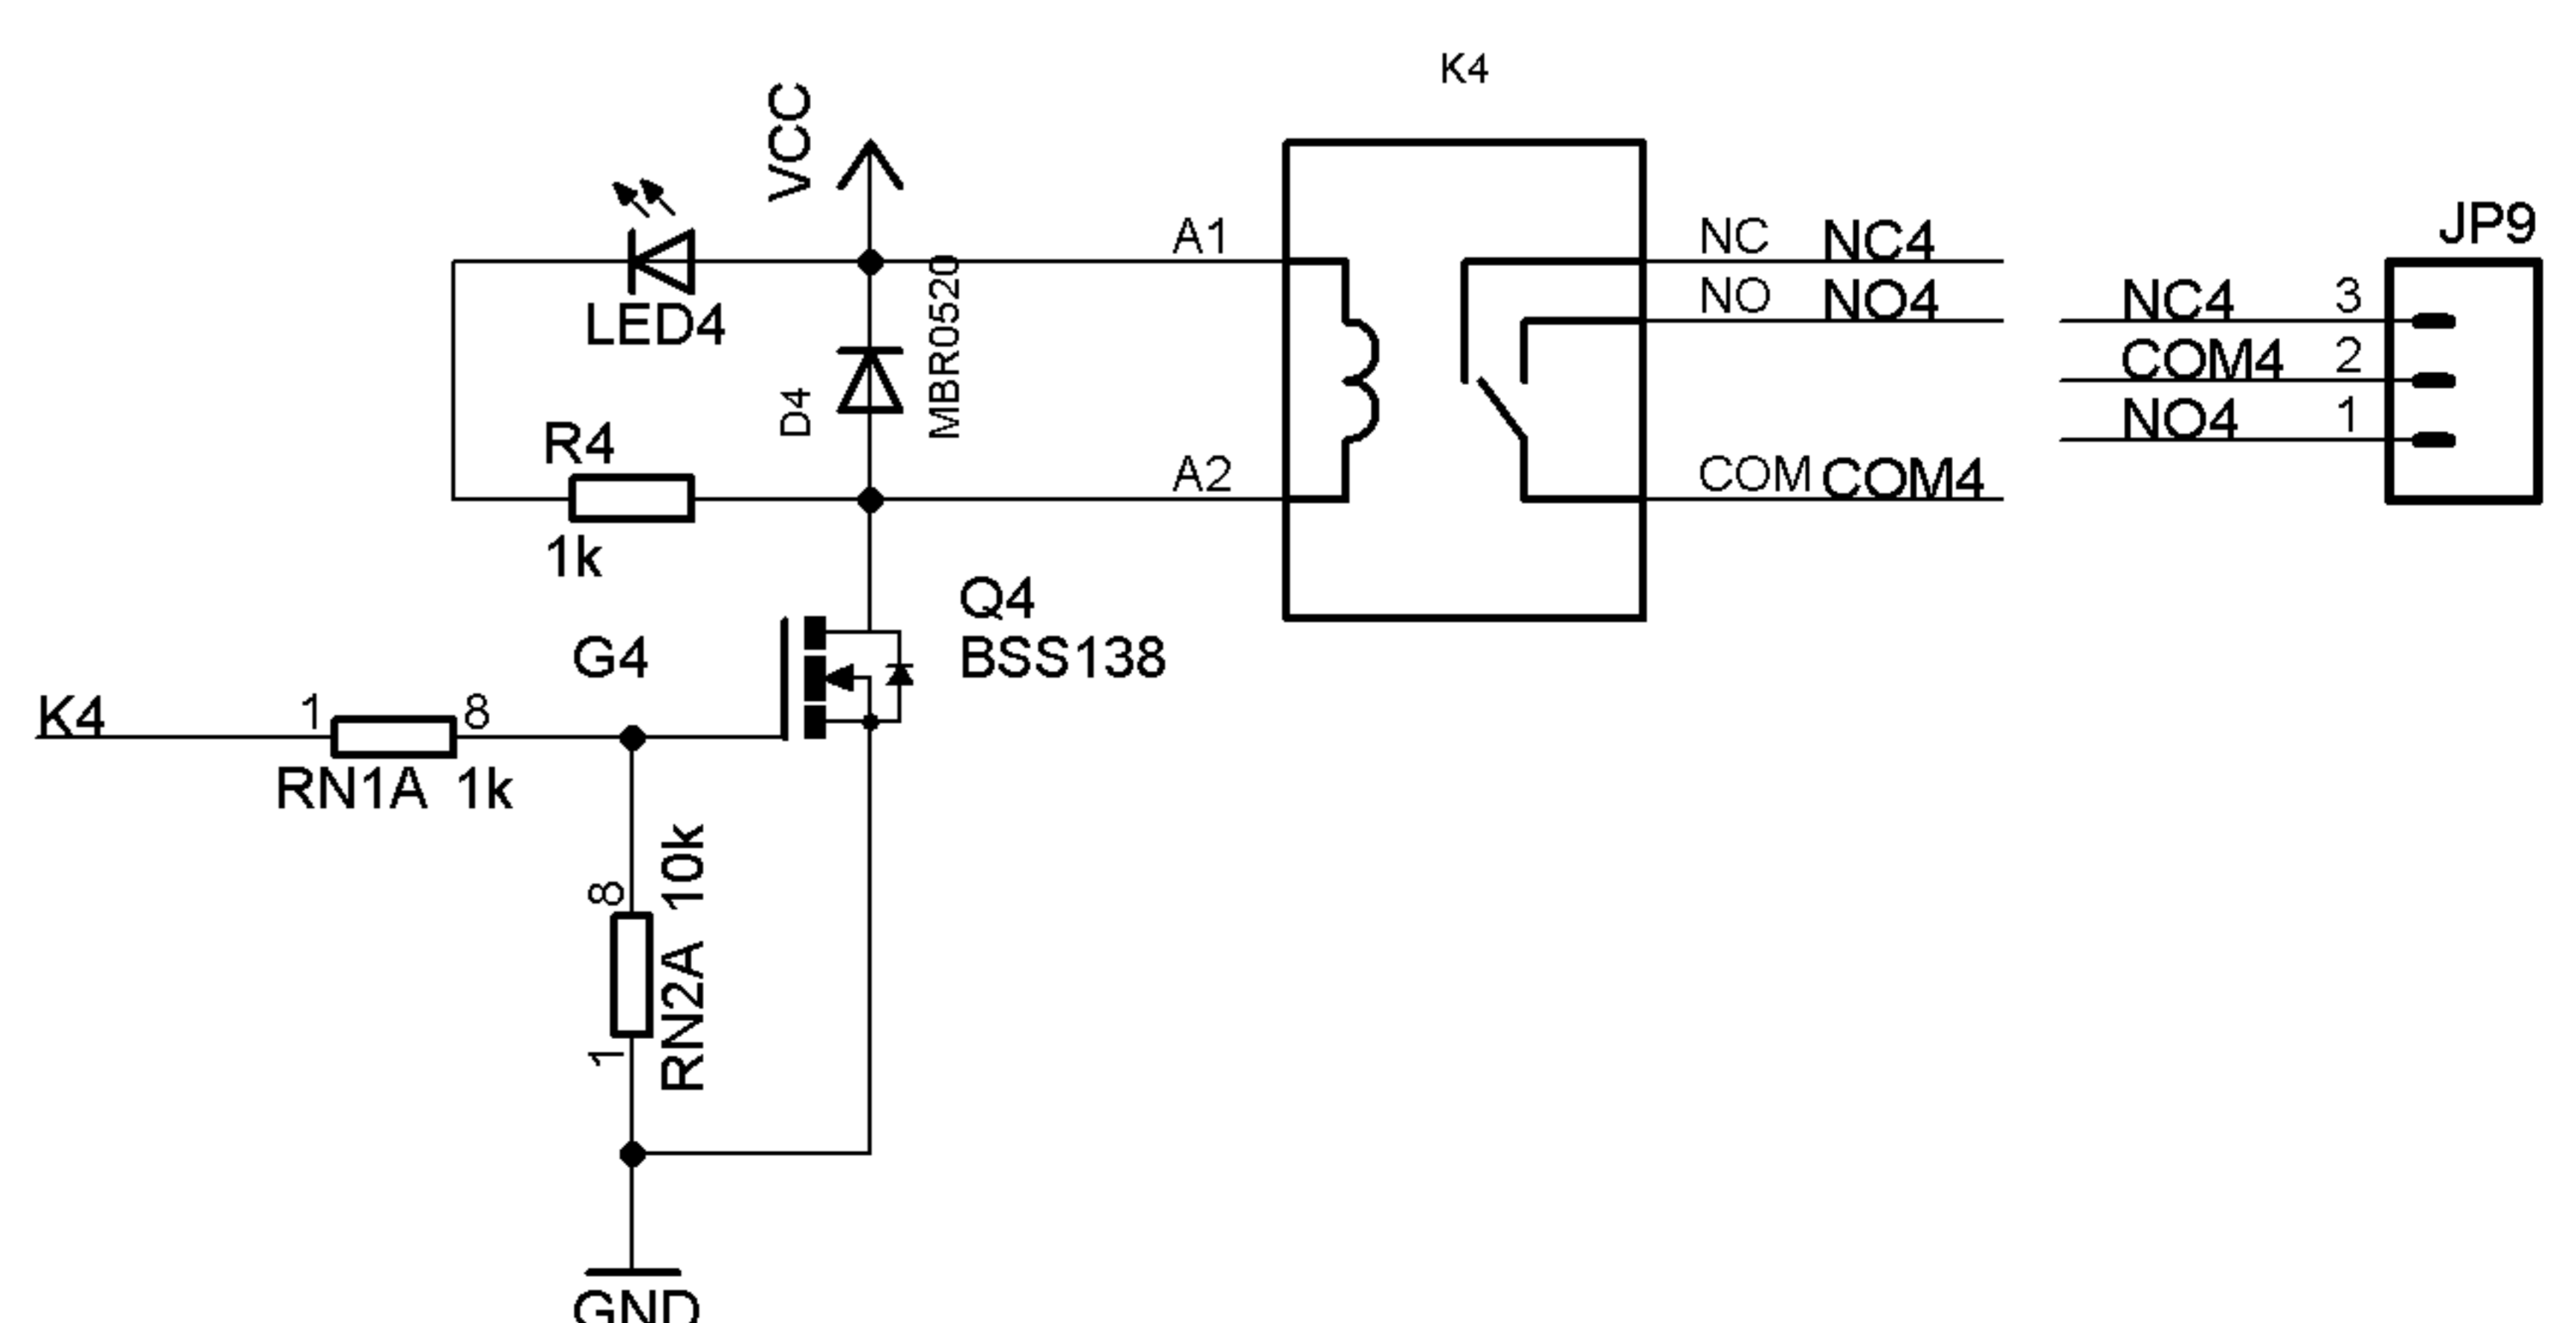 K4
VCC
A1
NC
NC4
JP9
NO
NO4
NC4
3
LED4
MBR0520
COM4
2
D4
NO4
1
R4
A2
COM
COM4
1k
Q4
G4
BSS138
K4
1
8
RN1A
1k
10k
8
RN2A
1
GND